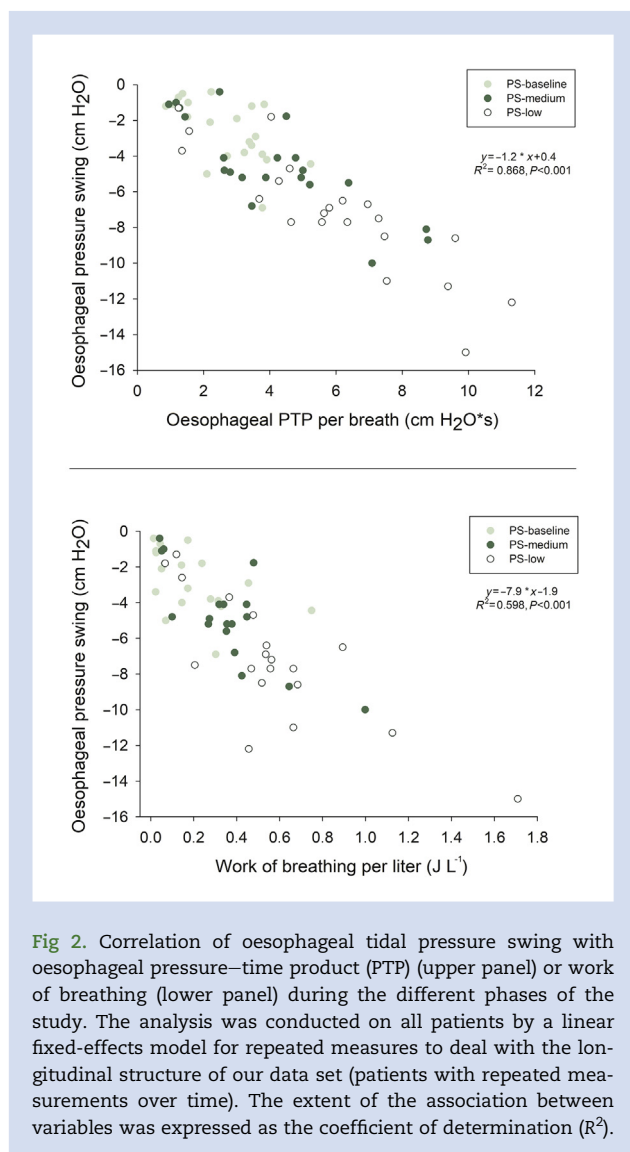 Oesophageal pressure swing (cm H₂O)
0
−2
−4
−6
−8
−10
−12
−14
−16
PS-baseline
PS-medium
PS-low
y=−1.2 * x+0.4
R²= 0.868, P<0.001
0 2 4 6 8 10 12
Oesophageal PTP per breath (cm H₂O*s)
Oesophageal pressure swing (cm H₂O)
0
−2
−4
−6
−8
−10
−12
−14
−16
PS-baseline
PS-medium
PS-low
y=−7.9 *x−1.9
R²=0.598, P<0.001
0.0 0.2 0.4 0.6 0.8 1.0 1.2 1.4 1.6 1.8
Work of breathing per liter (J L⁻¹)
Fig 2. Correlation of oesophageal tidal pressure swing with
oesophageal pressure−time product (PTP) (upper panel) or work
of breathing (lower panel) during the different phases of the
study. The analysis was conducted on all patients by a linear
fixed-effects model for repeated measures to deal with the lon-
gitudinal structure of our data set (patients with repeated mea-
surements over time). The extent of the association between
variables was expressed as the coefficient of determination (R²).